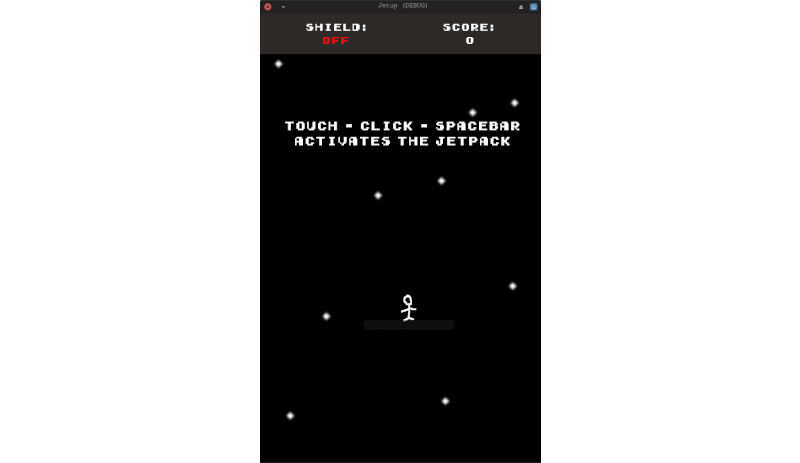 Jetup (DEBUG)
SHIELD: SCORE:
OFF 0
TOUCH - CLICK - SPACEBAR
ACTIVATES THE JETPACK